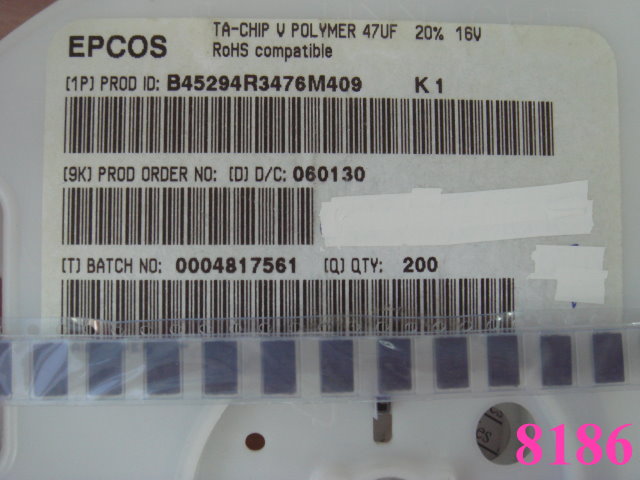 EPCOS
TA-CHIP V POLYMER 47UF 20% 16V
RoHS compatible
[1P] PROD ID: B45294R3476M409 K1
[9K] PROD ORDER NO: [D] D/C: 060130
[T] BATCH NO: 0004817561 [Q] QTY: 200
es
8186